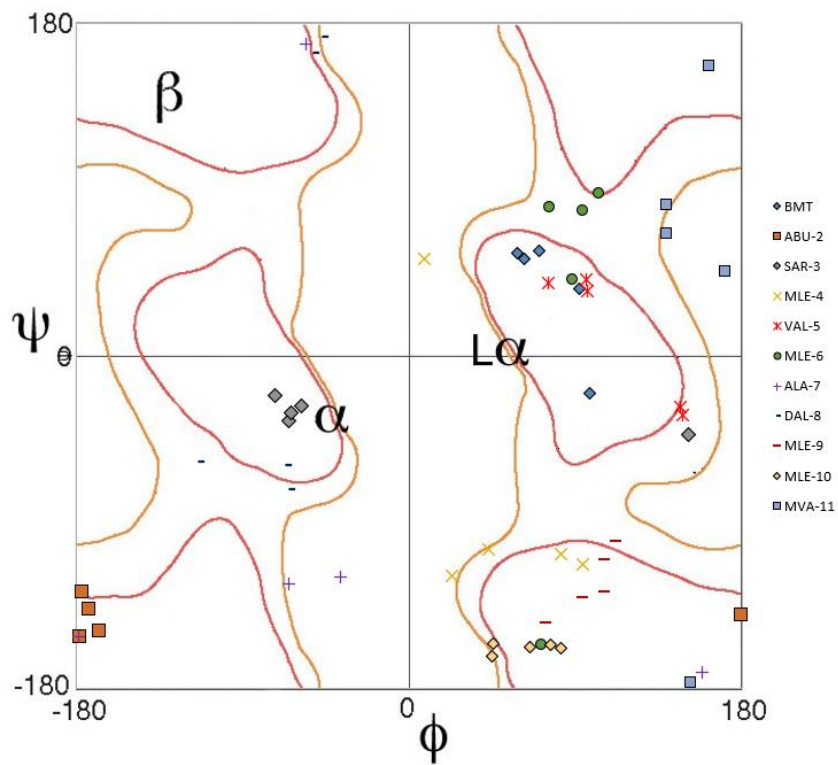 180
β
BMT
ABU-2
SAR-3
MLE-4
VAL-5
MLE-6
ALA-7
DAL-8
MLE-9
MLE-10
MVA-11
ψ
0
Lα
α
-180
-180
0
180
ϕ